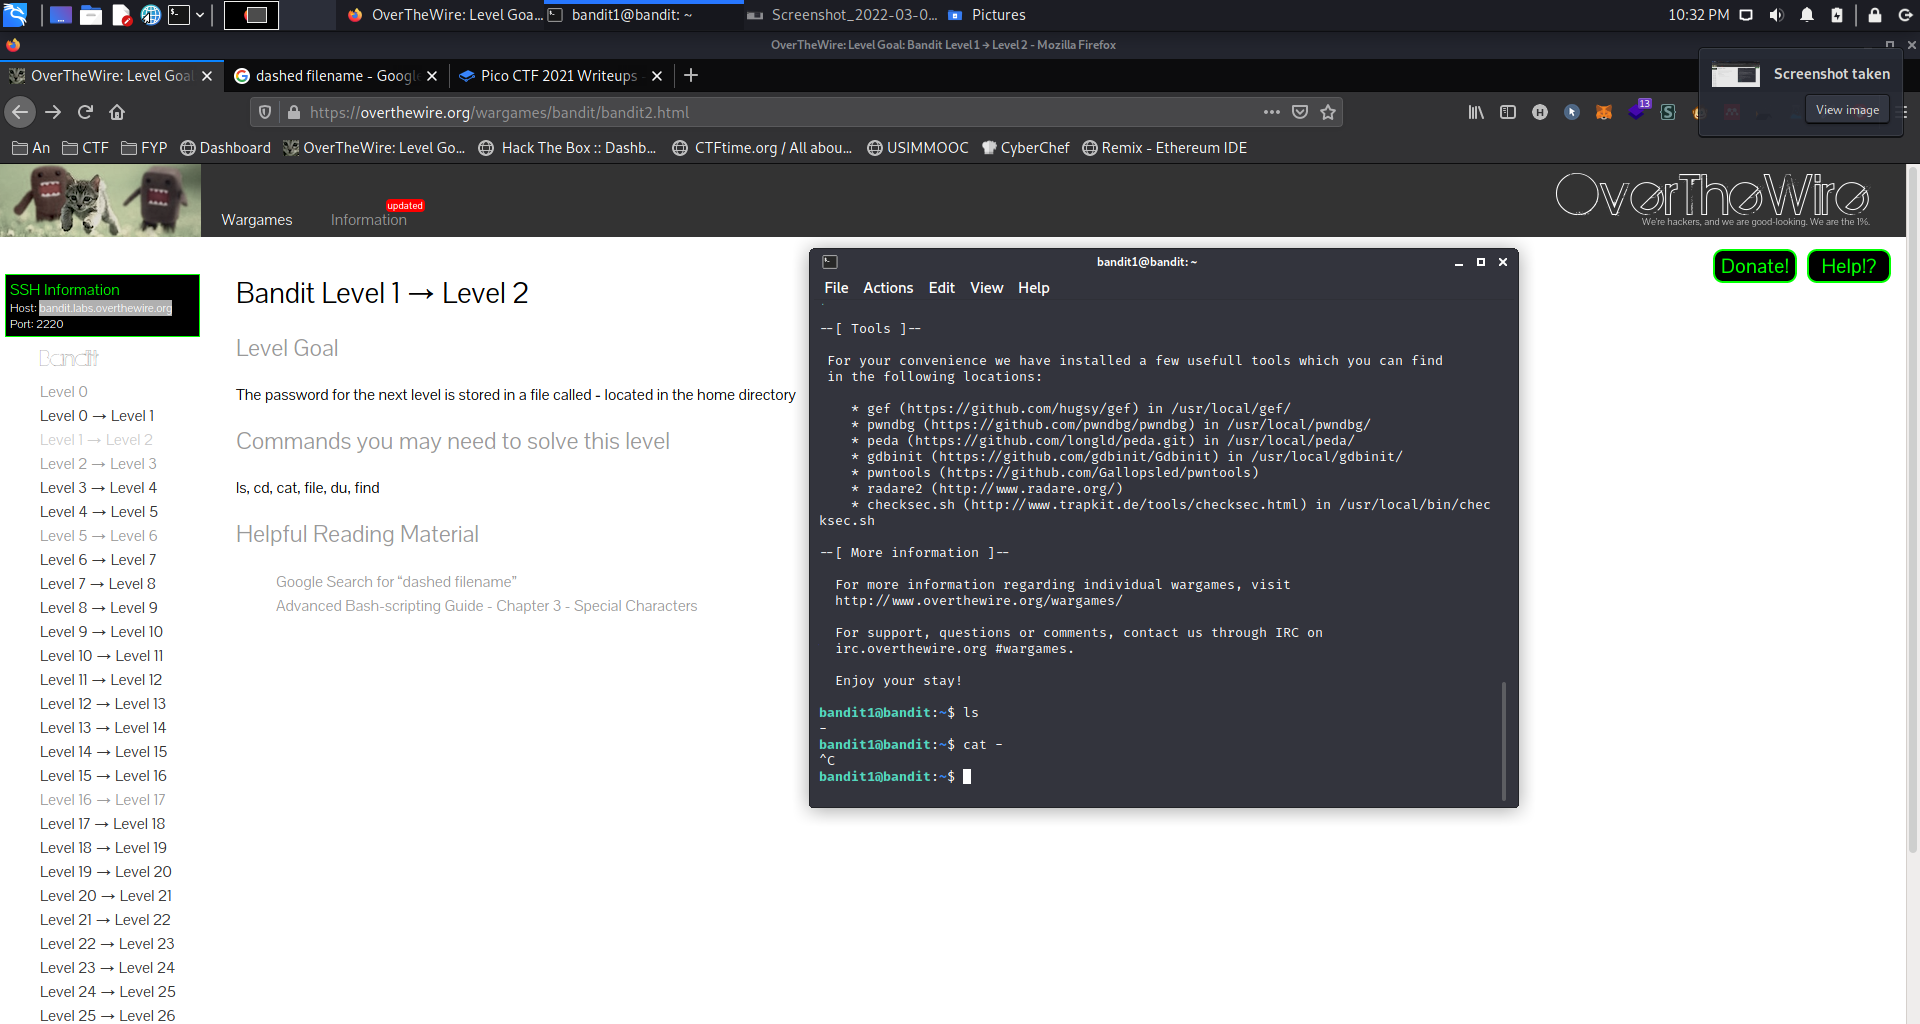 OverTheWire: Level Goa...
bandit1@bandit: ~
Screenshot_2022-03-0...
Pictures
10:32 PM
OverTheWire: Level Goal: Bandit Level 1 → Level 2 - Mozilla Firefox
OverTheWire: Level Goal
dashed filename - Google
Pico CTF 2021 Writeups -
Screenshot taken
View image
https://overthewire.org/wargames/bandit/bandit2.html
13
An
CTF
FYP
Dashboard
OverTheWire: Level Go...
Hack The Box :: Dashb...
CTFtime.org / All abou...
USIMMOOC
CyberChef
Remix - Ethereum IDE
Wargames
Information
updated
OverTheWire
We're hackers, and we are good-looking. We are the 1%.
Donate!
Help!?
SSH Information
Host: bandit.labs.overthewire.org
Port: 2220
Bandit
Level 0
Level 0 → Level 1
Level 1 → Level 2
Level 2 → Level 3
Level 3 → Level 4
Level 4 → Level 5
Level 5 → Level 6
Level 6 → Level 7
Level 7 → Level 8
Level 8 → Level 9
Level 9 → Level 10
Level 10 → Level 11
Level 11 → Level 12
Level 12 → Level 13
Level 13 → Level 14
Level 14 → Level 15
Level 15 → Level 16
Level 16 → Level 17
Level 17 → Level 18
Level 18 → Level 19
Level 19 → Level 20
Level 20 → Level 21
Level 21 → Level 22
Level 22 → Level 23
Level 23 → Level 24
Level 24 → Level 25
Level 25 → Level 26
Bandit Level 1 → Level 2
Level Goal
The password for the next level is stored in a file called - located in the home directory
Commands you may need to solve this level
ls, cd, cat, file, du, find
Helpful Reading Material
Google Search for “dashed filename”
Advanced Bash-scripting Guide - Chapter 3 - Special Characters
bandit1@bandit: ~
File Actions Edit View Help
--[ Tools ]--
For your convenience we have installed a few usefull tools which you can find
in the following locations:
* gef (https://github.com/hugsy/gef) in /usr/local/gef/
* pwndbg (https://github.com/pwndbg/pwndbg) in /usr/local/pwndbg/
* peda (https://github.com/longld/peda.git) in /usr/local/peda/
* gdbinit (https://github.com/gdbinit/Gdbinit) in /usr/local/gdbinit/
* pwntools (https://github.com/Gallopsled/pwntools)
* radare2 (http://www.radare.org/)
* checksec.sh (http://www.trapkit.de/tools/checksec.html) in /usr/local/bin/chec
ksec.sh
--[ More information ]--
For more information regarding individual wargames, visit
http://www.overthewire.org/wargames/
For support, questions or comments, contact us through IRC on
irc.overthewire.org #wargames.
Enjoy your stay!
bandit1@bandit:~$ ls
-
bandit1@bandit:~$ cat -
^C
bandit1@bandit:~$